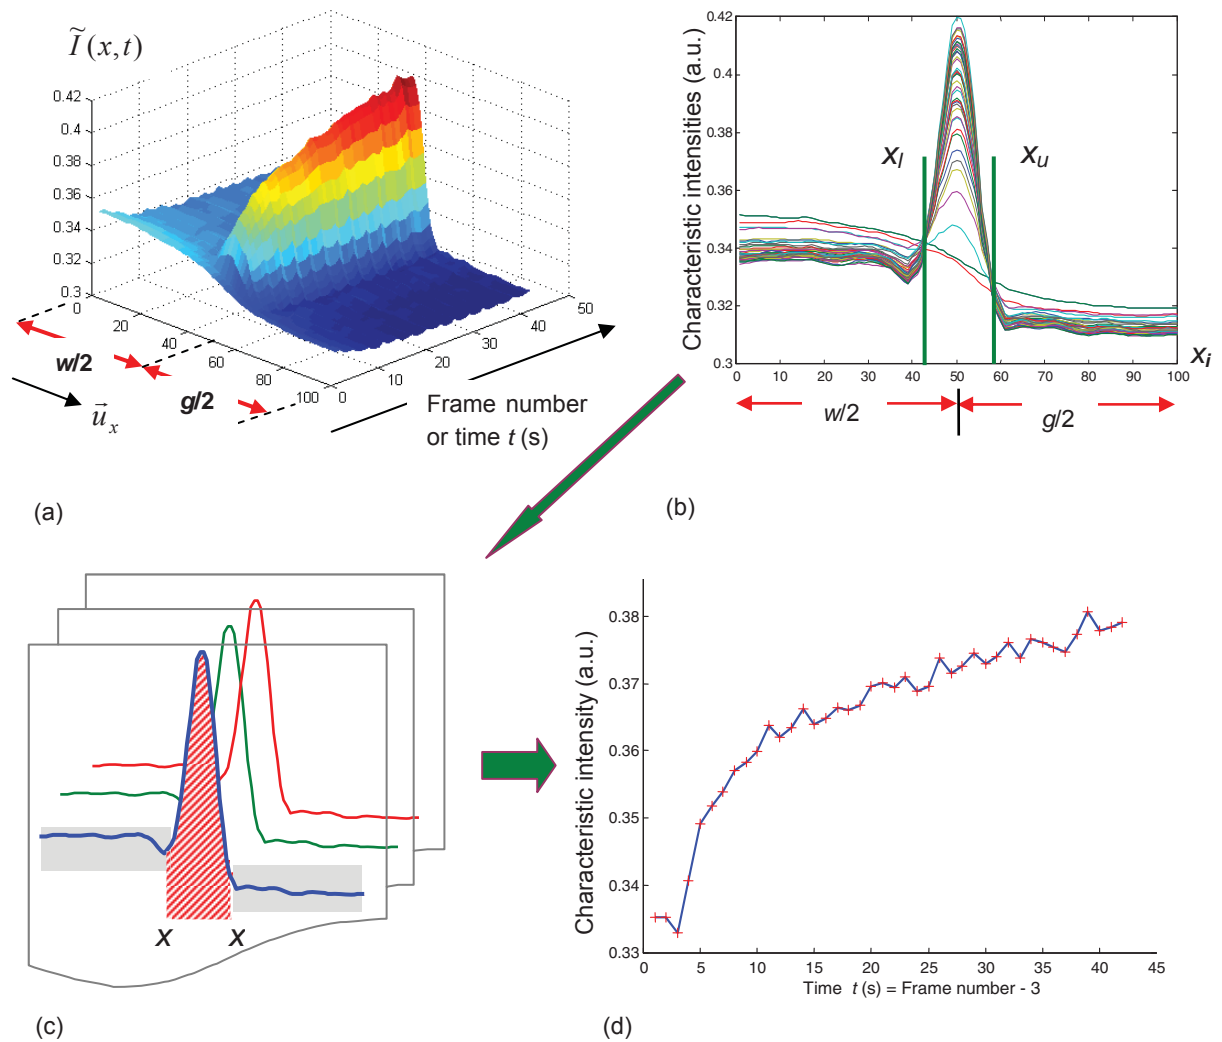 Ĩ(x,t)
0.42
0.4
0.38
0.36
0.34
0.32
0.3
0
20
40
60
80
100
0
10
20
30
40
50
w/2
g/2
u⃗x
Frame number
or time t (s)
(a)
Characteristic intensities (a.u.)
0.42
0.4
0.38
0.36
0.34
0.32
0.3
xl
xu
xi
0 10 20 30 40 50 60 70 80 90 100
w/2
g/2
(b)
x x
(c)
Characteristic intensity (a.u.)
0.38
0.37
0.36
0.35
0.34
0.33
0 5 10 15 20 25 30 35 40 45
Time t (s) = Frame number - 3
(d)